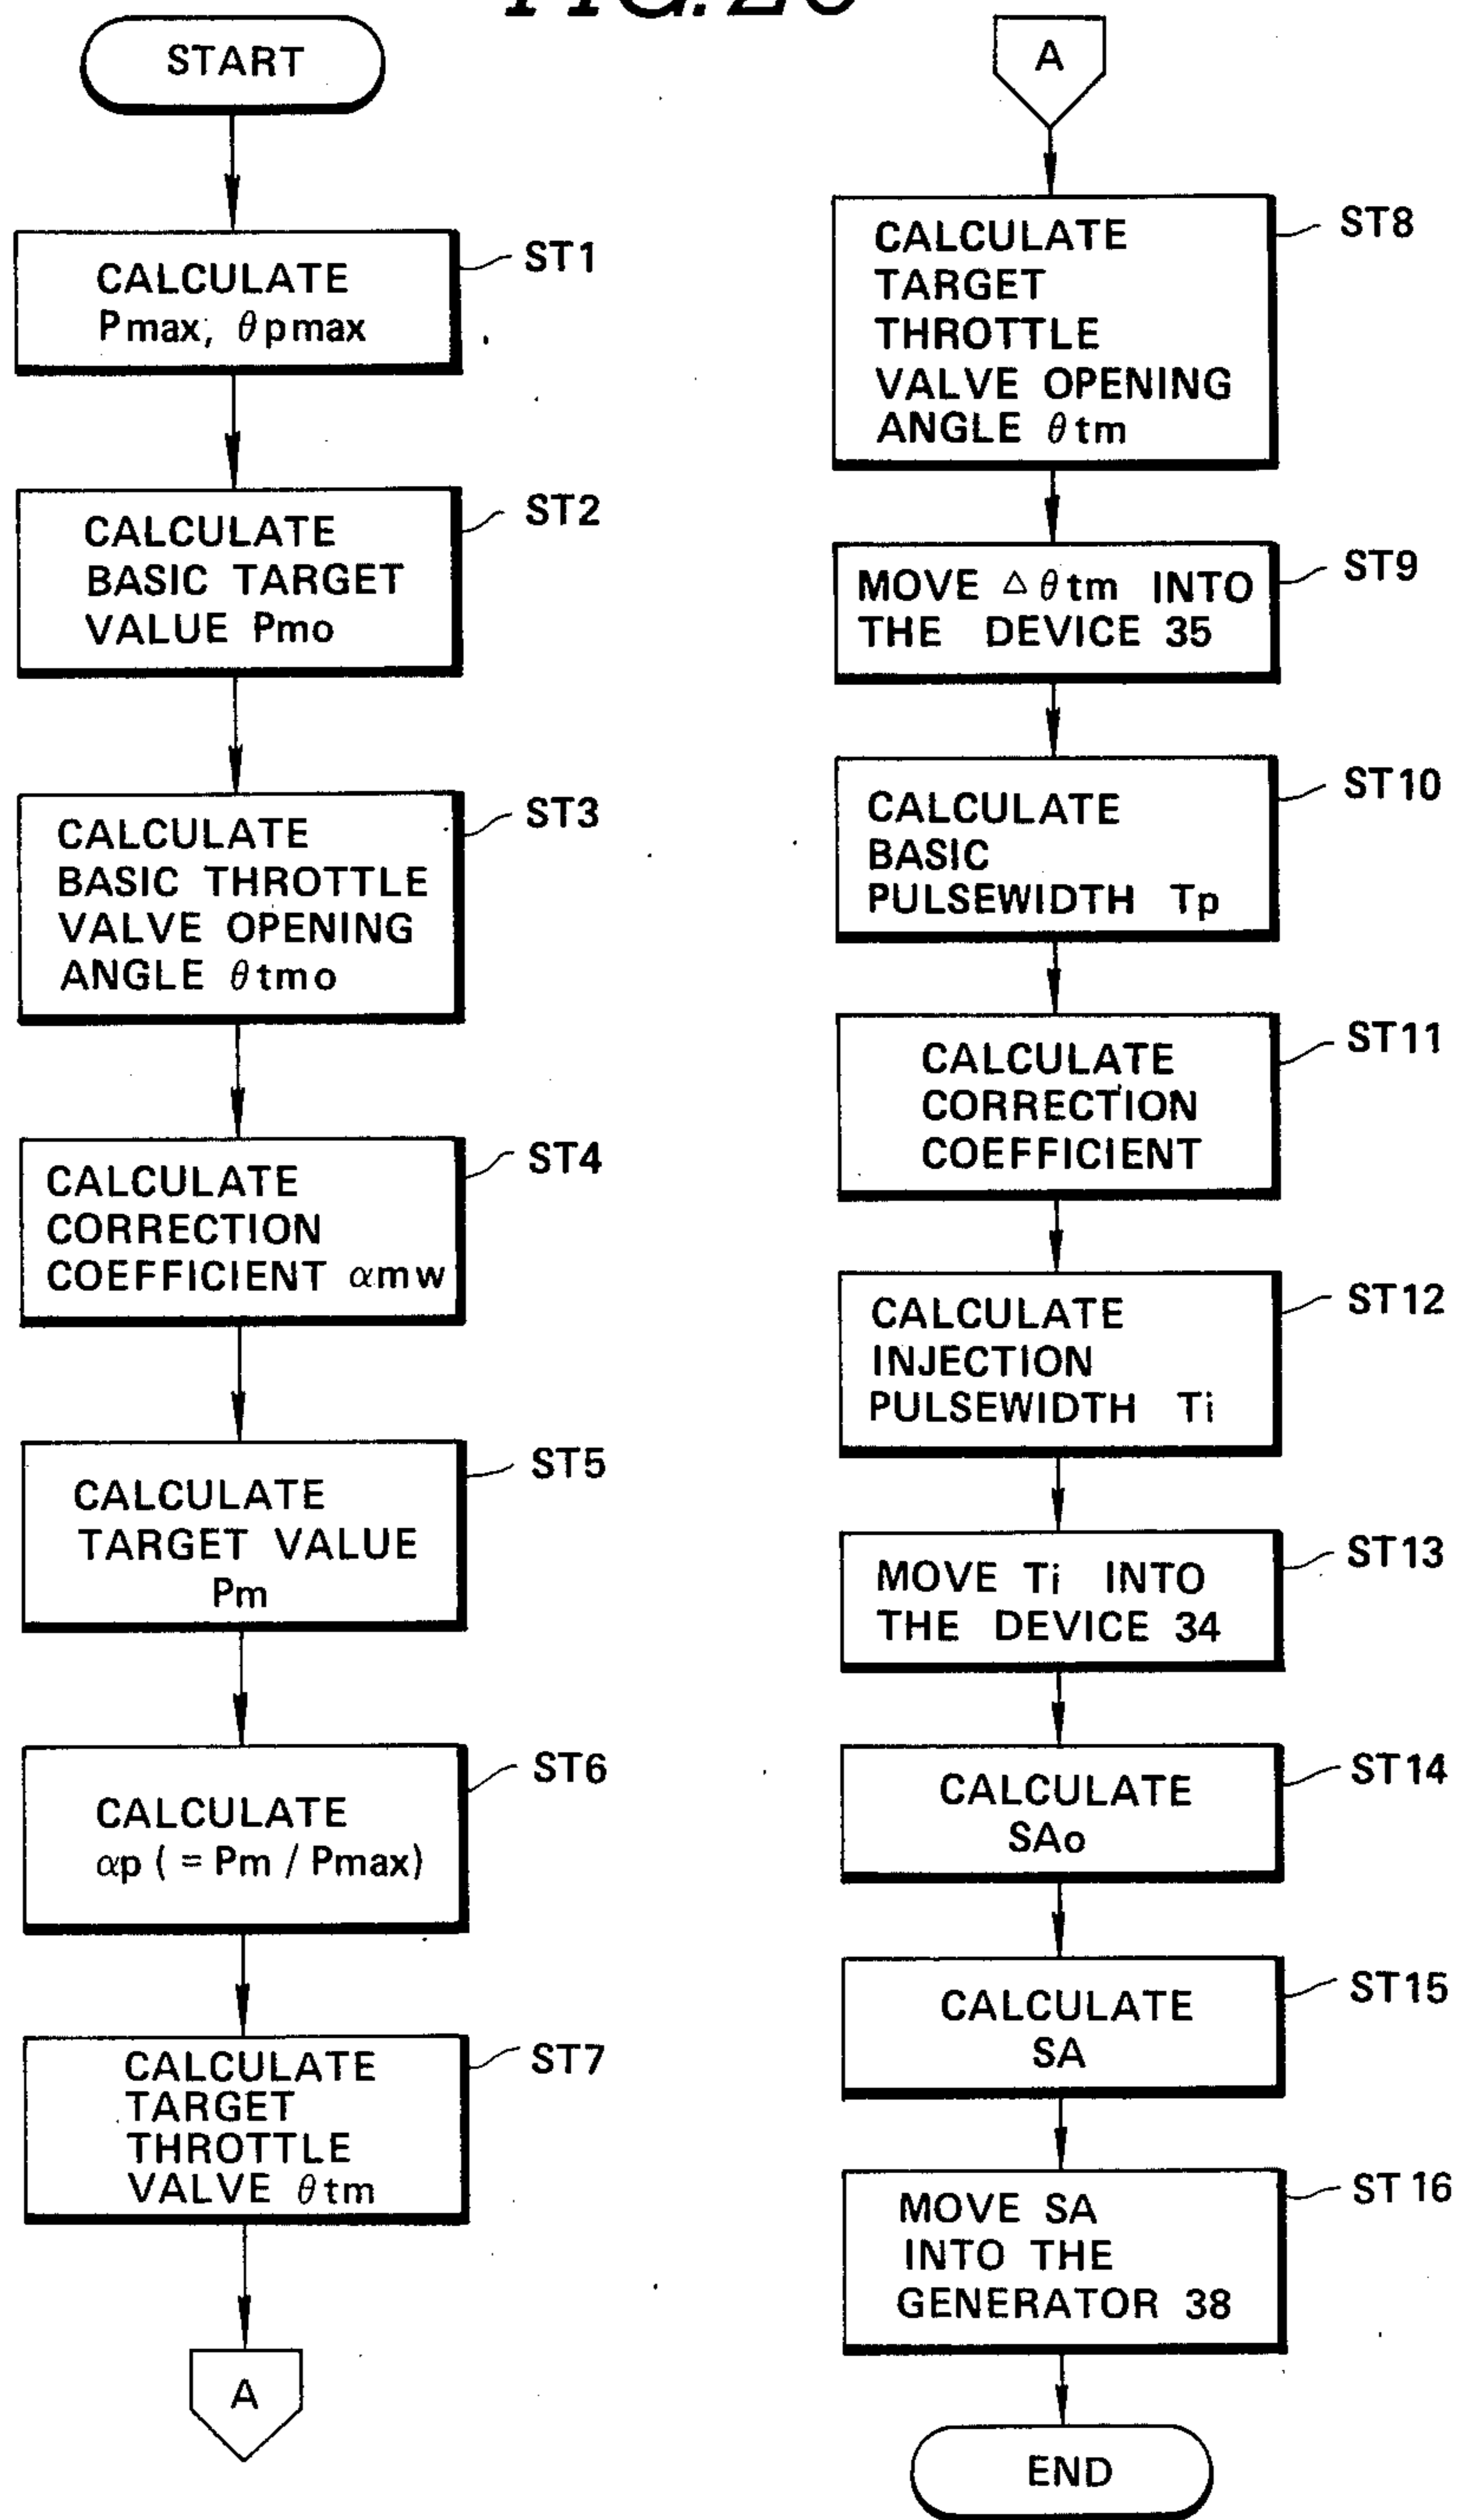 START
CALCULATE
Pmax, θpmax
ST1
CALCULATE
BASIC TARGET
VALUE Pmo
ST2
CALCULATE
BASIC THROTTLE
VALVE OPENING
ANGLE θtmo
ST3
CALCULATE
CORRECTION
COEFFICIENT αmw
ST4
CALCULATE
TARGET VALUE
Pm
ST5
CALCULATE
αp ( = Pm / Pmax)
ST6
CALCULATE
TARGET
THROTTLE
VALVE θtm
ST7
A
A
CALCULATE
TARGET
THROTTLE
VALVE OPENING
ANGLE θtm
ST8
MOVE Δθtm INTO
THE DEVICE 35
ST9
CALCULATE
BASIC
PULSEWIDTH Tp
ST10
CALCULATE
CORRECTION
COEFFICIENT
ST11
CALCULATE
INJECTION
PULSEWIDTH Ti
ST12
MOVE Ti INTO
THE DEVICE 34
ST13
CALCULATE
SAo
ST14
CALCULATE
SA
ST15
MOVE SA
INTO THE
GENERATOR 38
ST16
END